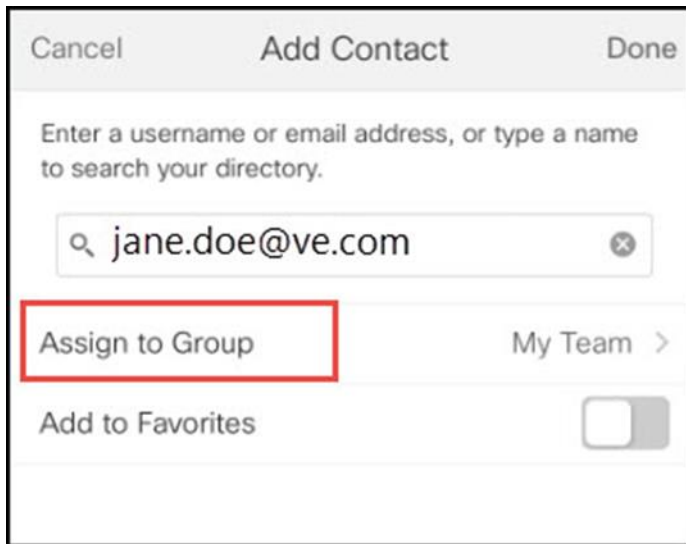 Cancel Add Contact Done
Enter a username or email address, or type a name
to search your directory.
jane.doe@ve.com
Assign to Group My Team
Add to Favorites